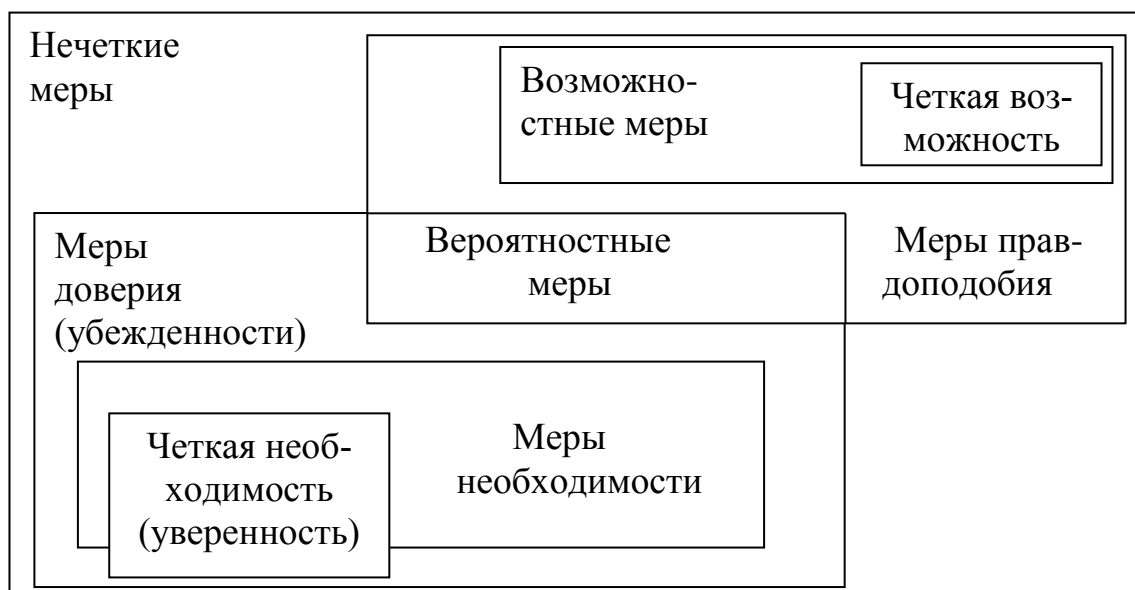 Нечеткие
меры
Возможно-
стные меры
Четкая воз-
можность
Меры
доверия
(убежденности)
Вероятностные
меры
Меры прав-
доподобия
Четкая необ-
ходимость
(уверенность)
Меры
необходимости